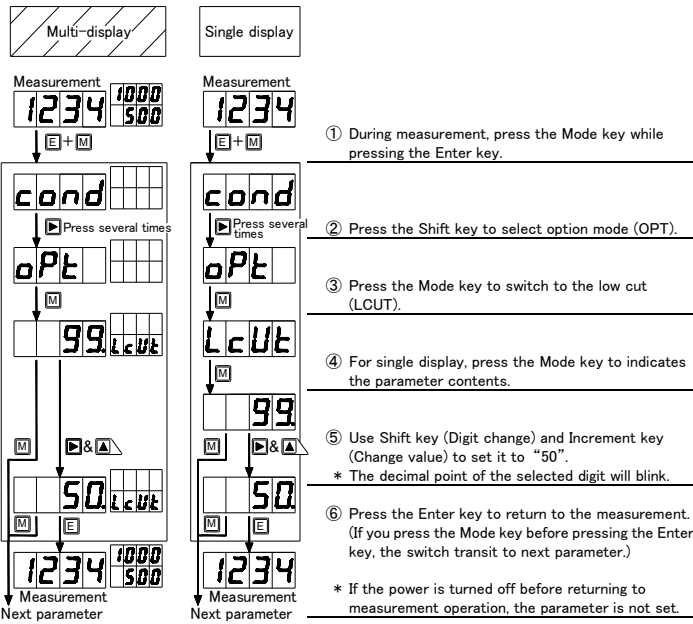 Multi-display Single display
Measurement Measurement
1234 1000 1234
500
E+M E+M
① During measurement, press the Mode key while
pressing the Enter key.
cond cond
▶ Press several times ▶ Press several
times
② Press the Shift key to select option mode (OPT).
oPt oPt
M M
③ Press the Mode key to switch to the low cut
(LCUT).
99. LcUt LcUt
M
④ For single display, press the Mode key to indicates
the parameter contents.
99.
M ▶&▲ M ▶&▲
⑤ Use Shift key (Digit change) and Increment key
(Change value) to set it to “50”.
* The decimal point of the selected digit will blink.
50. LcUt 50.
M E M E
⑥ Press the Enter key to return to the measurement.
(If you press the Mode key before pressing the Enter
key, the switch transit to next parameter.)
1234 1000 1234
500
Measurement Measurement
Next parameter Next parameter
* If the power is turned off before returning to
measurement operation, the parameter is not set.